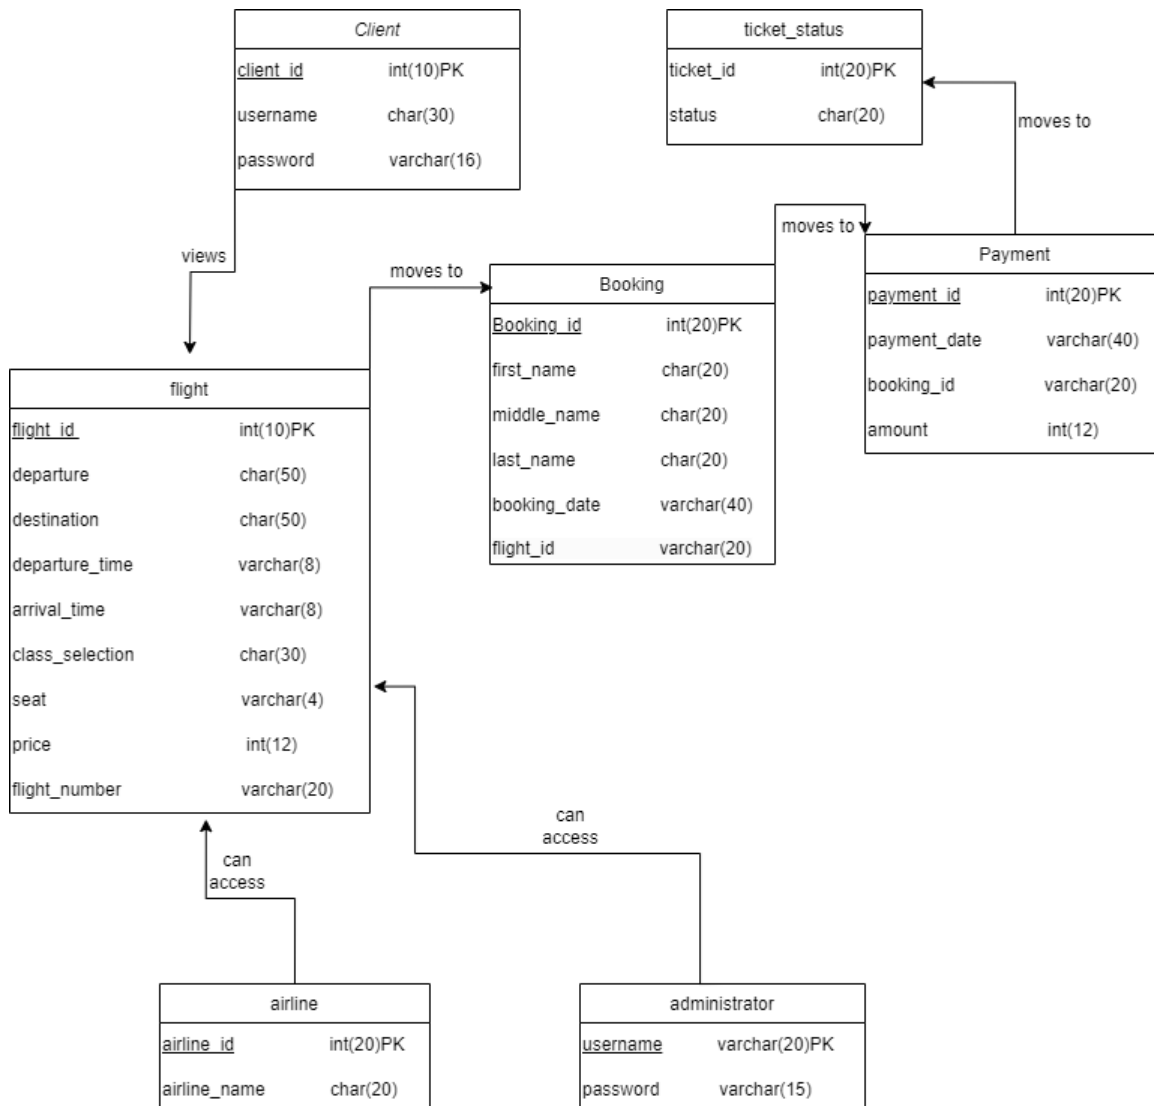 Client
client_id int(10)PK
username char(30)
password varchar(16)
ticket_status
ticket_id int(20)PK
status char(20)
moves to
views
moves to
moves to
Booking
Booking_id int(20)PK
first_name char(20)
middle_name char(20)
last_name char(20)
booking_date varchar(40)
flight_id varchar(20)
Payment
payment_id int(20)PK
payment_date varchar(40)
booking_id varchar(20)
amount int(12)
flight
flight_id int(10)PK
departure char(50)
destination char(50)
departure_time varchar(8)
arrival_time varchar(8)
class_selection char(30)
seat varchar(4)
price int(12)
flight_number varchar(20)
can
access
can
access
airline
airline_id int(20)PK
airline_name char(20)
administrator
username varchar(20)PK
password varchar(15)